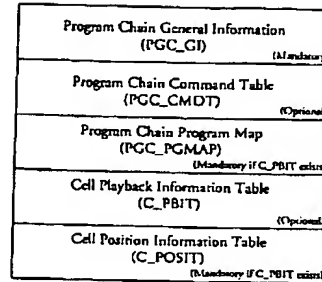 Program Chain General Information
(PGC_GI)
(Mandatory
Program Chain Command Table
(PGC_CMDT)
(Optional
Program Chain Program Map
(PGC_PGMAP)
(Mandatory if C_PBIT exists
Cell Playback Information Table
(C_PBIT)
(Optional
Cell Position Information Table
(C_POSIT)
(Mandatory if C_PBIT exists)